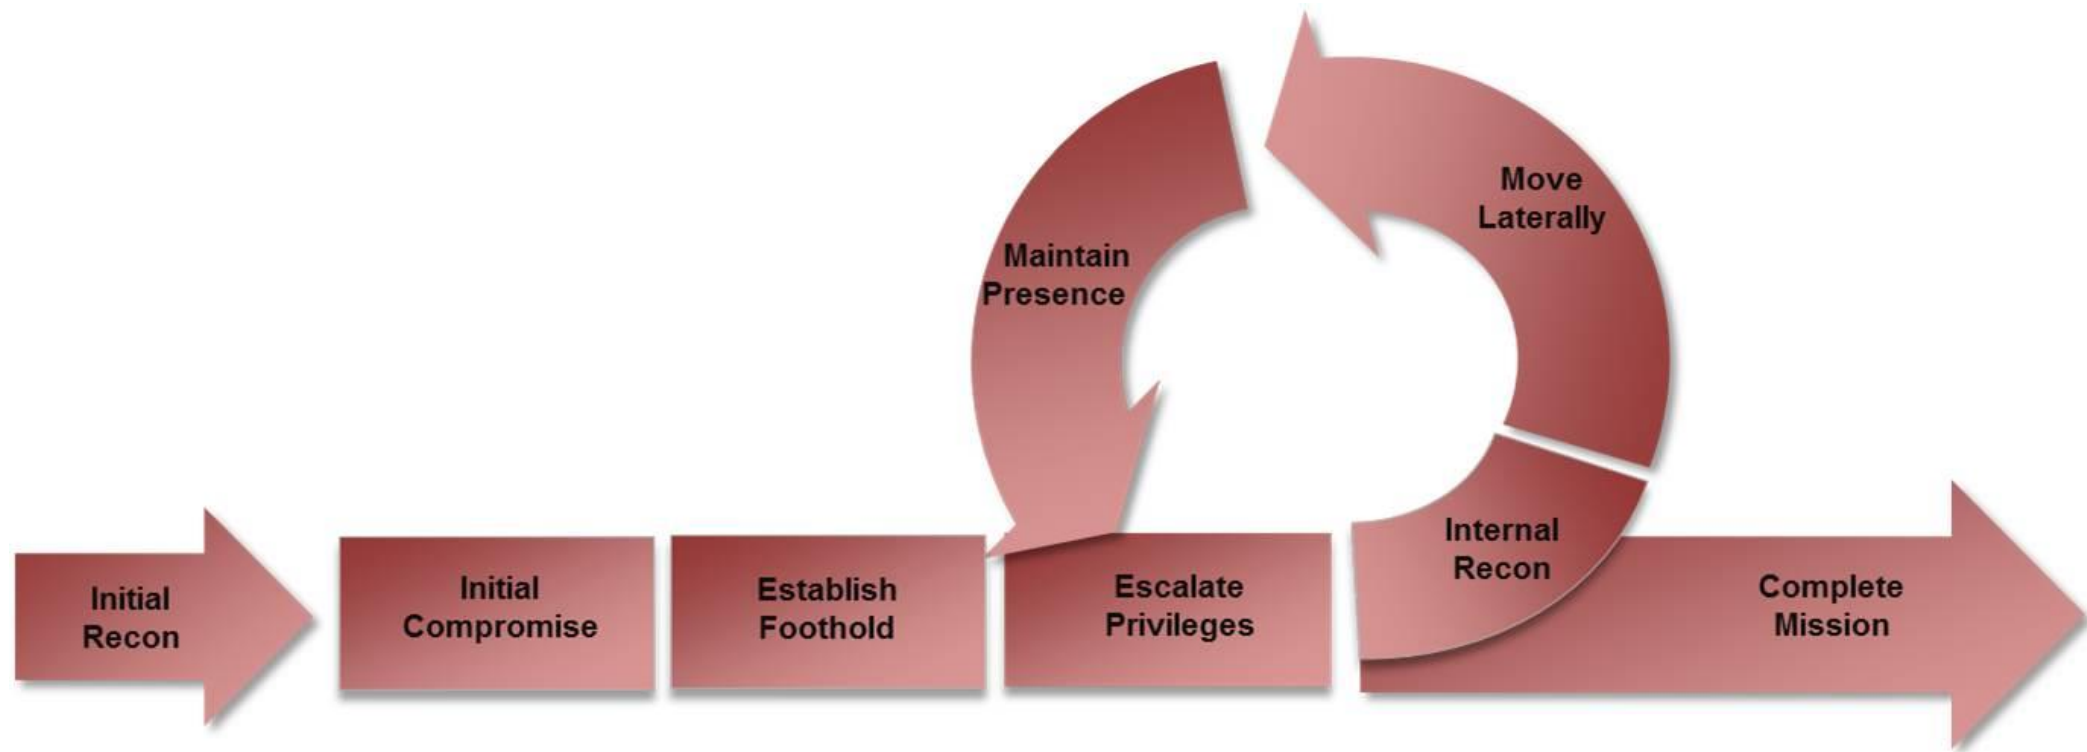 Initial
Recon
Initial
Compromise
Establish
Foothold
Escalate
Privileges
Internal
Recon
Move
Laterally
Maintain
Presence
Complete
Mission